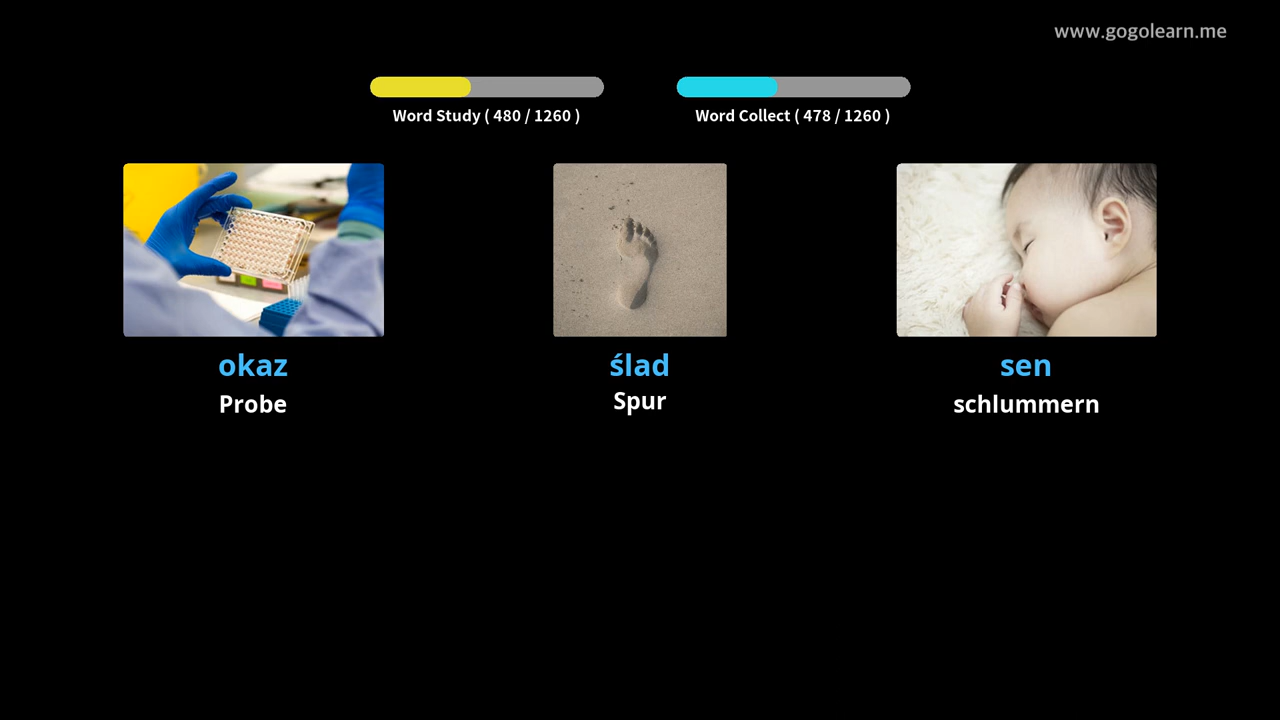 www.gogolearn.me
Word Study ( 480 / 1260 )
Word Collect ( 478 / 1260 )
okaz
Probe
ślad
Spur
sen
schlummern